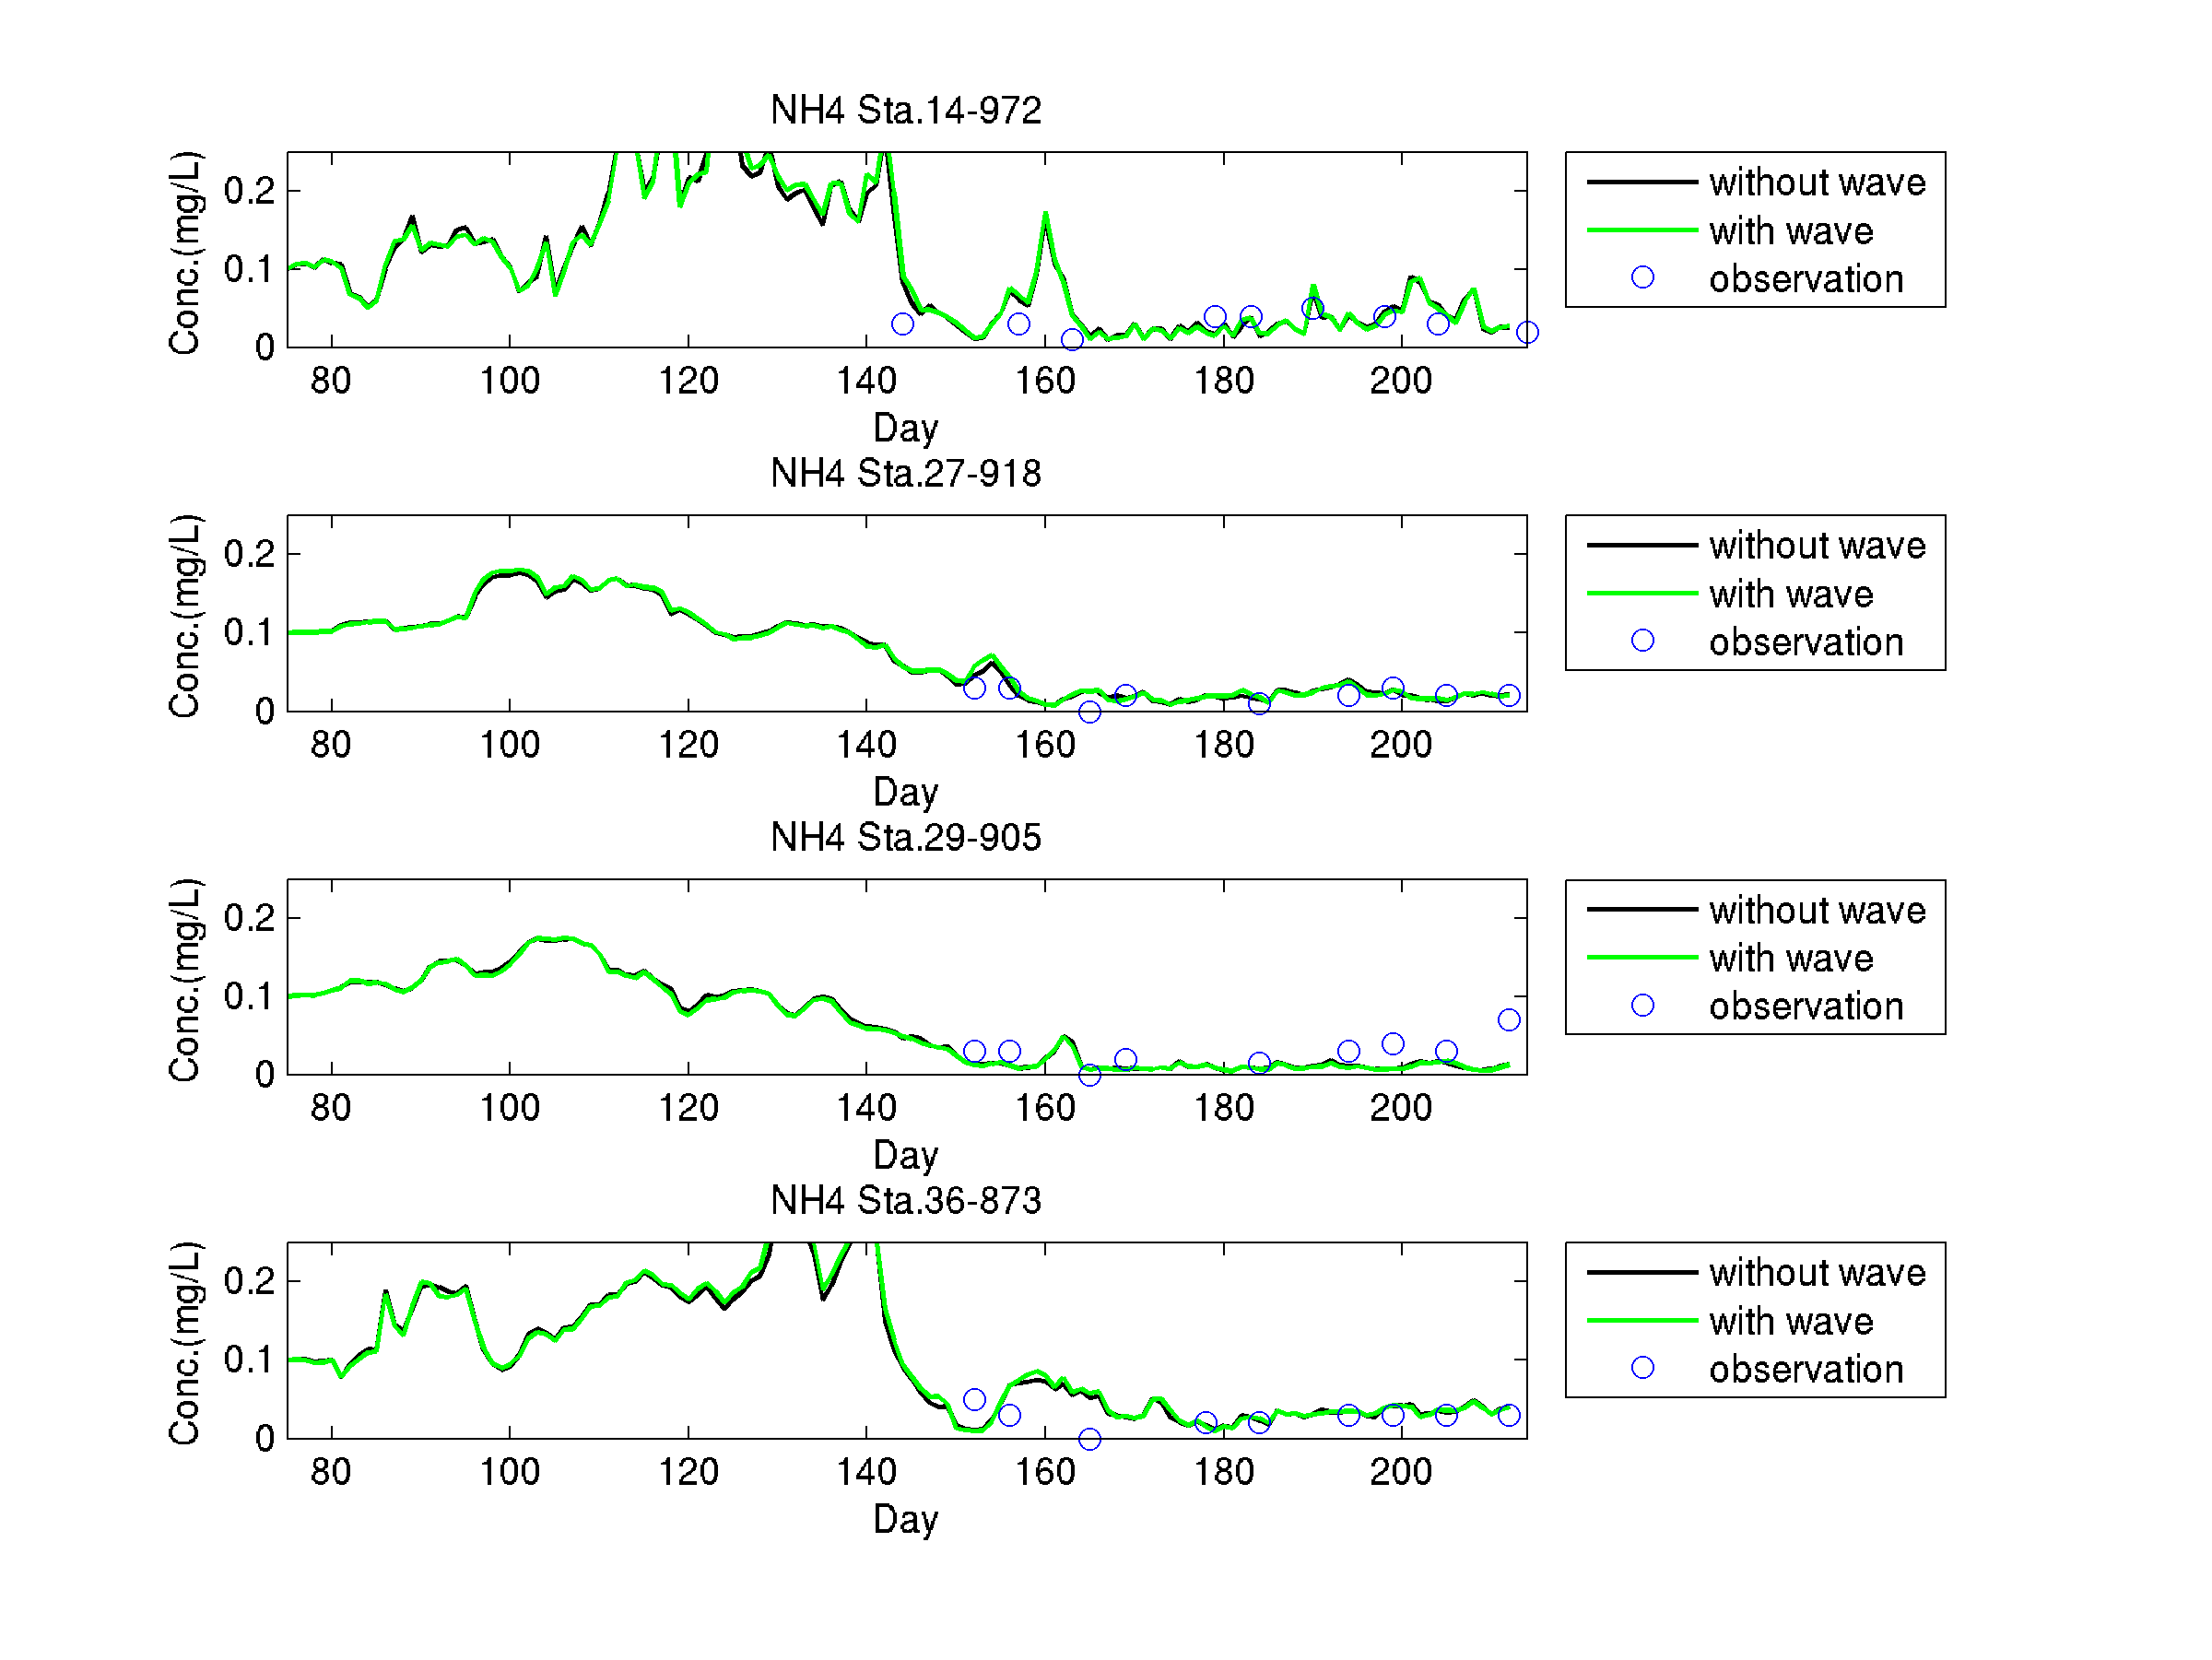 NH4 Sta.14-972
Conc.(mg/L)
0.2
0.1
0
80 100 120 140 160 180 200
Day
without wave
with wave
observation
NH4 Sta.27-918
Conc.(mg/L)
0.2
0.1
0
80 100 120 140 160 180 200
Day
without wave
with wave
observation
NH4 Sta.29-905
Conc.(mg/L)
0.2
0.1
0
80 100 120 140 160 180 200
Day
without wave
with wave
observation
NH4 Sta.36-873
Conc.(mg/L)
0.2
0.1
0
80 100 120 140 160 180 200
Day
without wave
with wave
observation